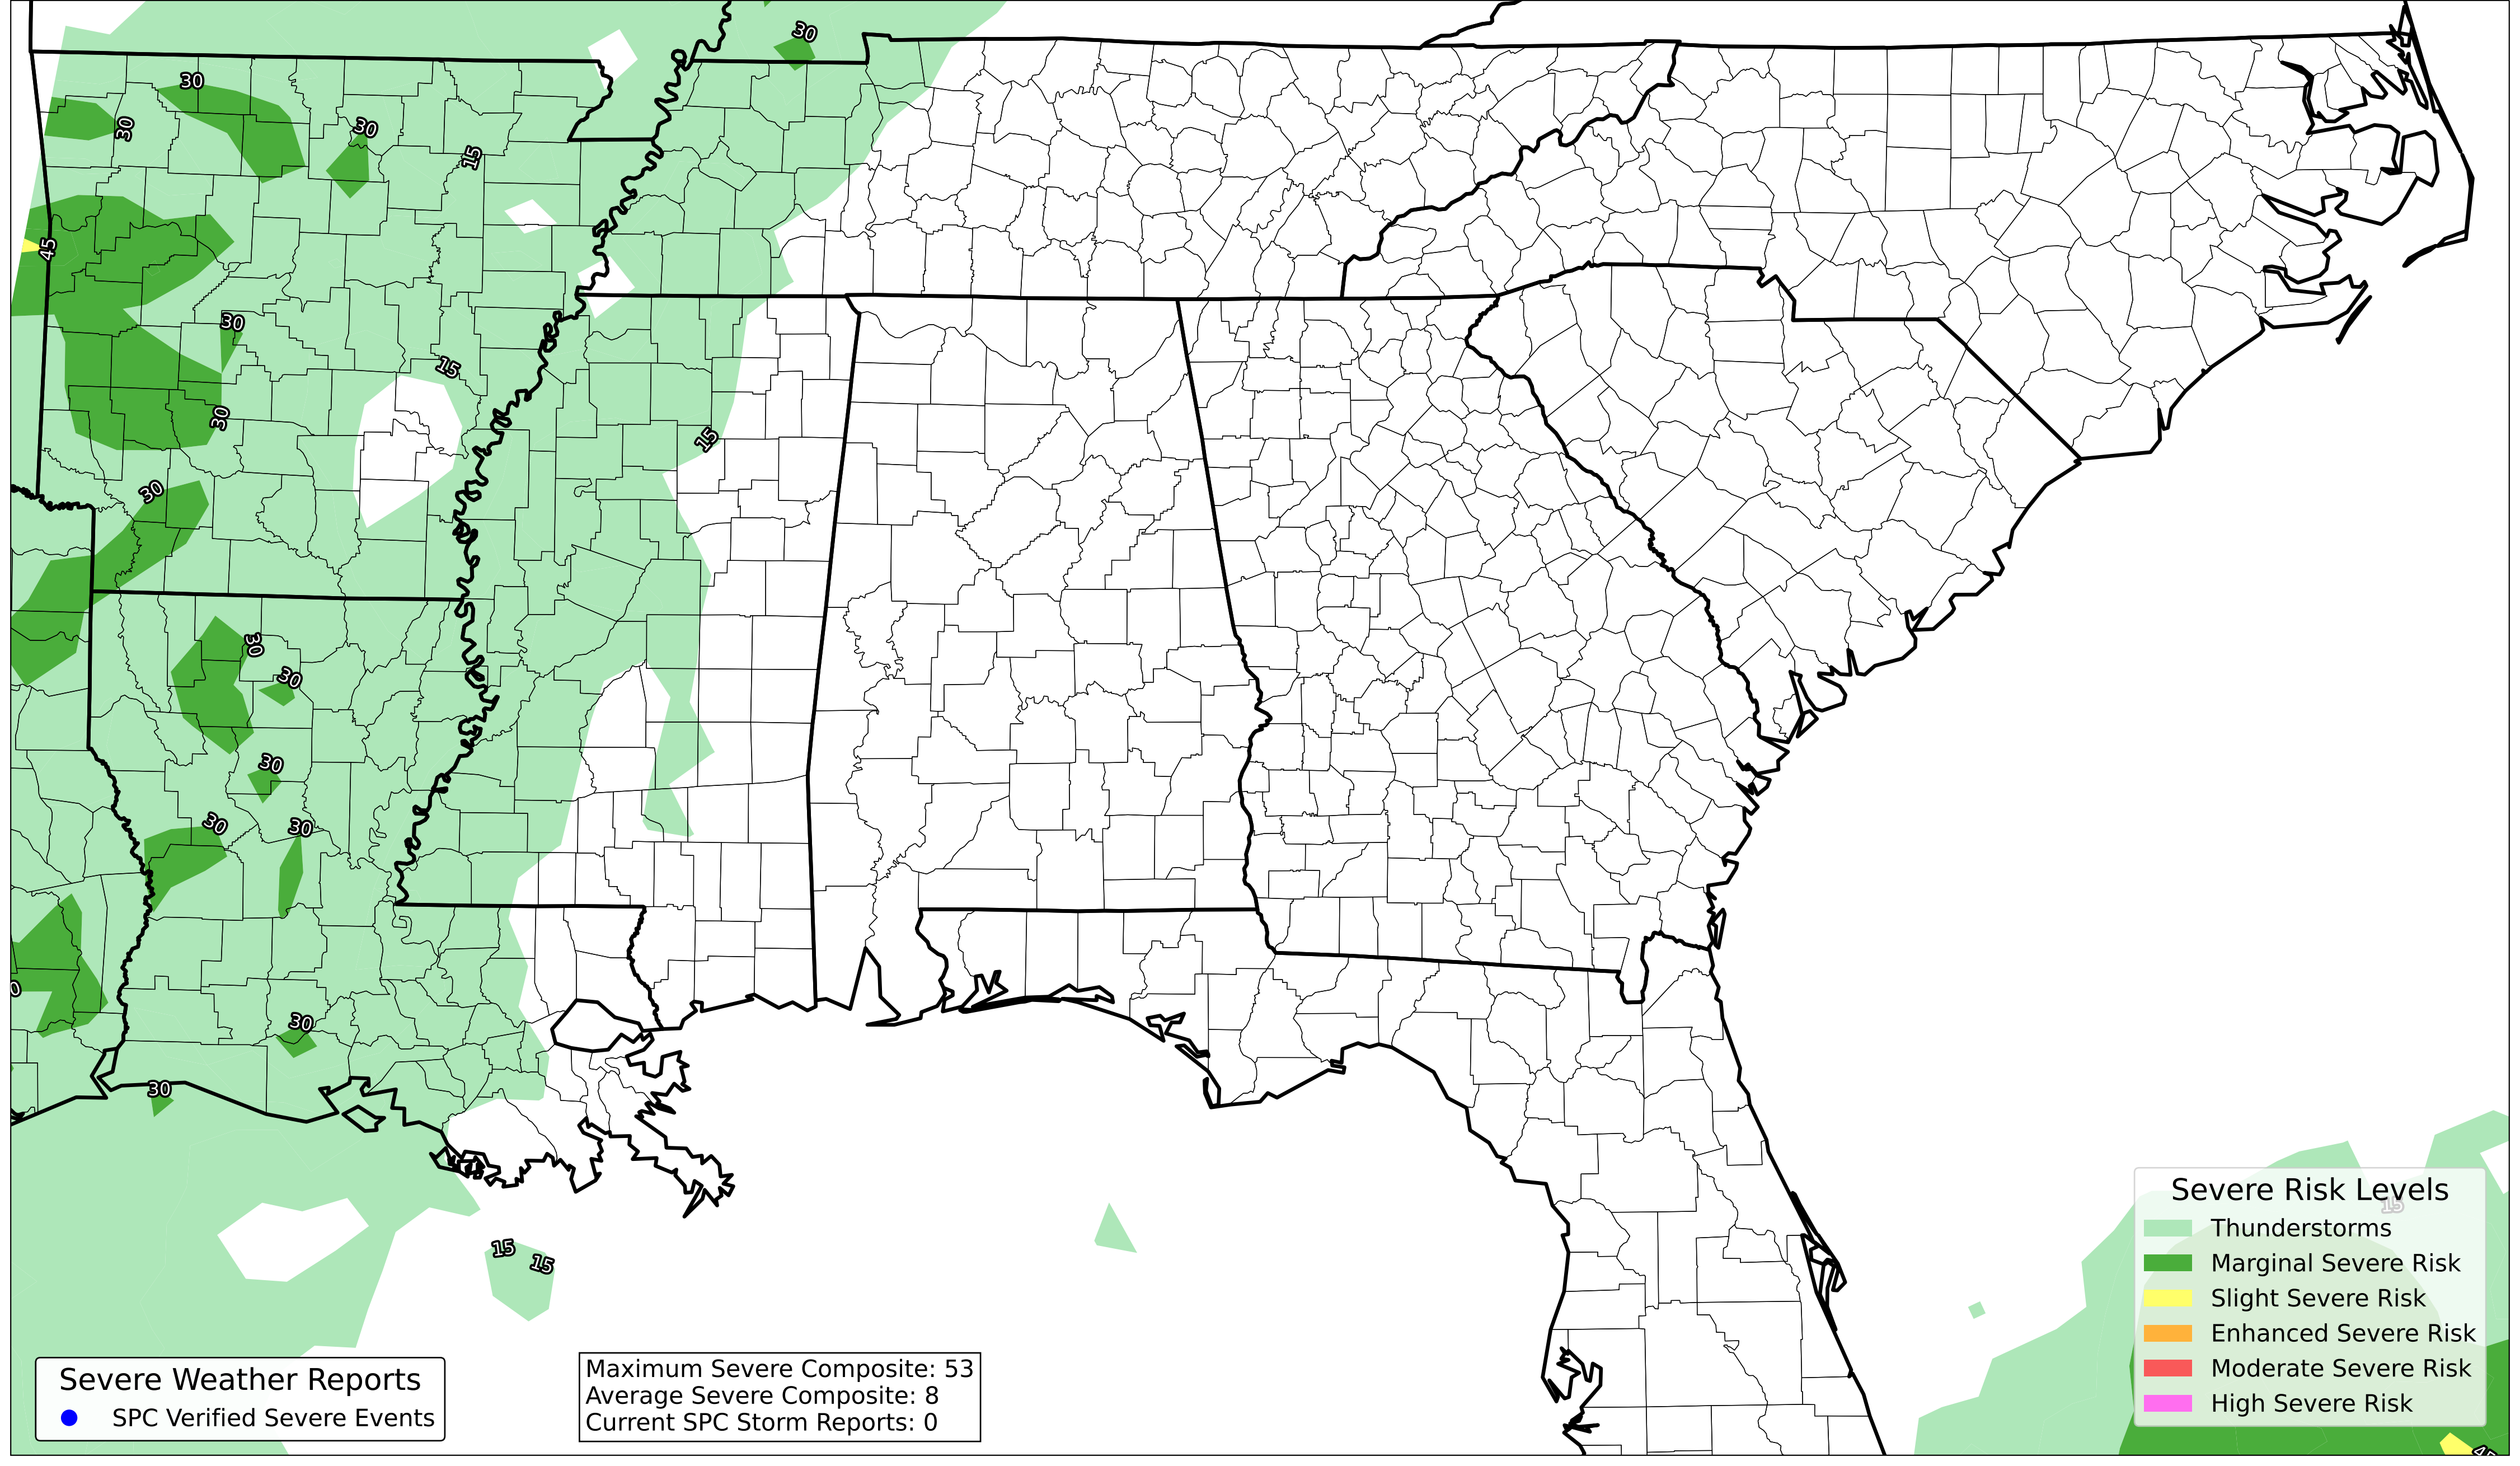 30
30
30
30
15
45
30
15
30
15
30
30
30
30
30
30
0
30
30
15
15
15
45
Severe Risk Levels
Thunderstorms
Marginal Severe Risk
Slight Severe Risk
Enhanced Severe Risk
Moderate Severe Risk
High Severe Risk
Severe Weather Reports
SPC Verified Severe Events
Maximum Severe Composite: 53
Average Severe Composite: 8
Current SPC Storm Reports: 0